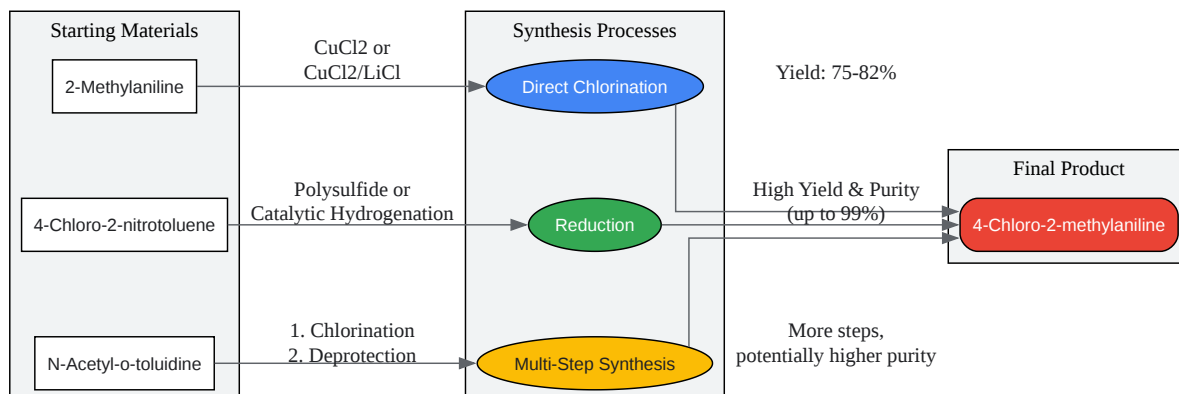 Starting Materials
Synthesis Processes
CuCl2 or
CuCl2/LiCl
2-Methylaniline
Direct Chlorination
Yield: 75-82%
Final Product
Polysulfide or
Catalytic Hydrogenation
High Yield & Purity
(up to 99%)
4-Chloro-2-nitrotoluene
Reduction
4-Chloro-2-methylaniline
1. Chlorination
2. Deprotection
More steps,
potentially higher purity
N-Acetyl-o-toluidine
Multi-Step Synthesis